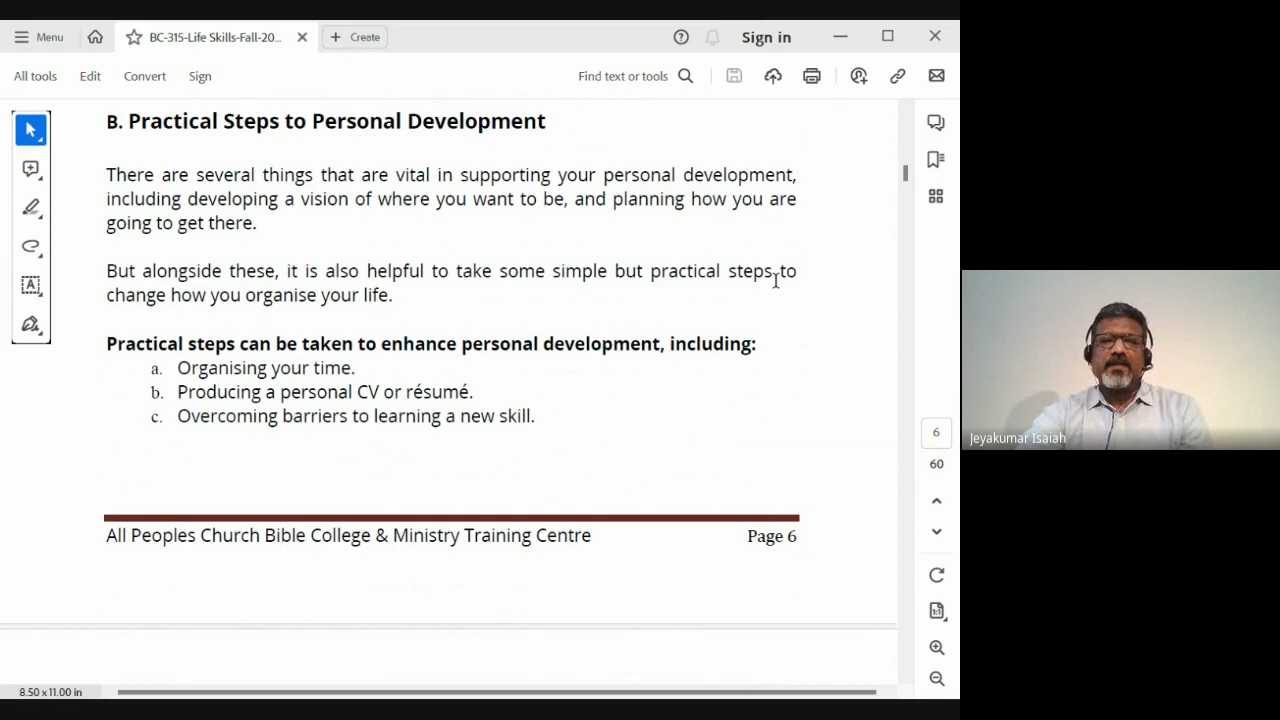 Menu
BC-315-Life Skills-Fall-20...
Create
Sign in
All tools
Edit
Convert
Sign
Find text or tools
B. Practical Steps to Personal Development
There are several things that are vital in supporting your personal development,
including developing a vision of where you want to be, and planning how you are
going to get there.
But alongside these, it is also helpful to take some simple but practical steps to
change how you organise your life.
Practical steps can be taken to enhance personal development, including:
a. Organising your time.
b. Producing a personal CV or résumé.
c. Overcoming barriers to learning a new skill.
All Peoples Church Bible College & Ministry Training Centre
Page 6
6
60
8.50 x 11.00 in
Jeyakumar Isaiah